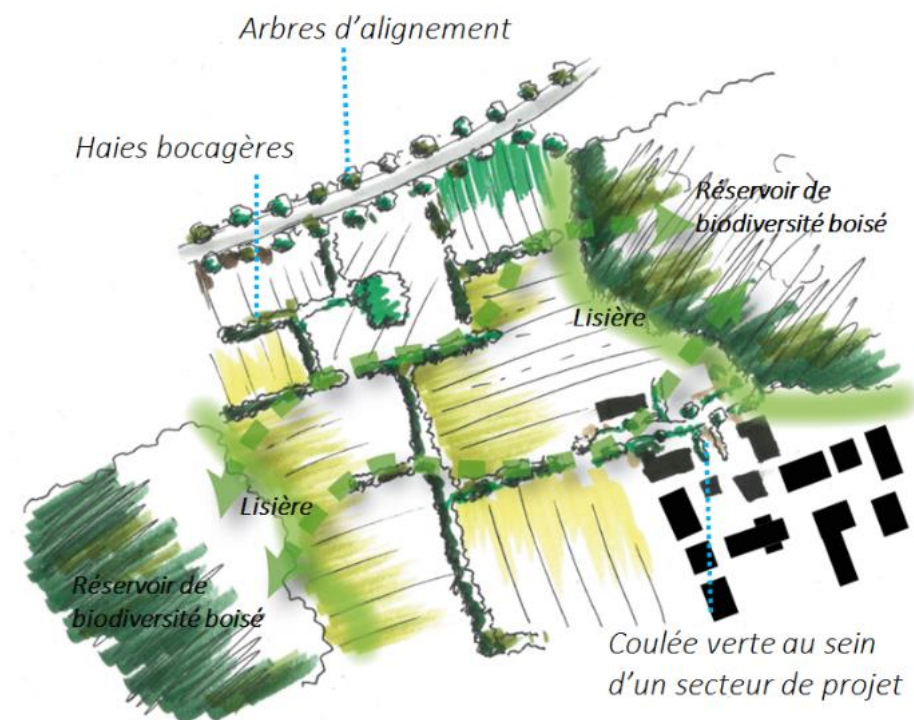 Arbres d'alignement
Haies bocagères
Réservoir de
biodiversité boisé
Lisière
Lisière
Réservoir de
biodiversité boisé
Coulée verte au sein
d'un secteur de projet